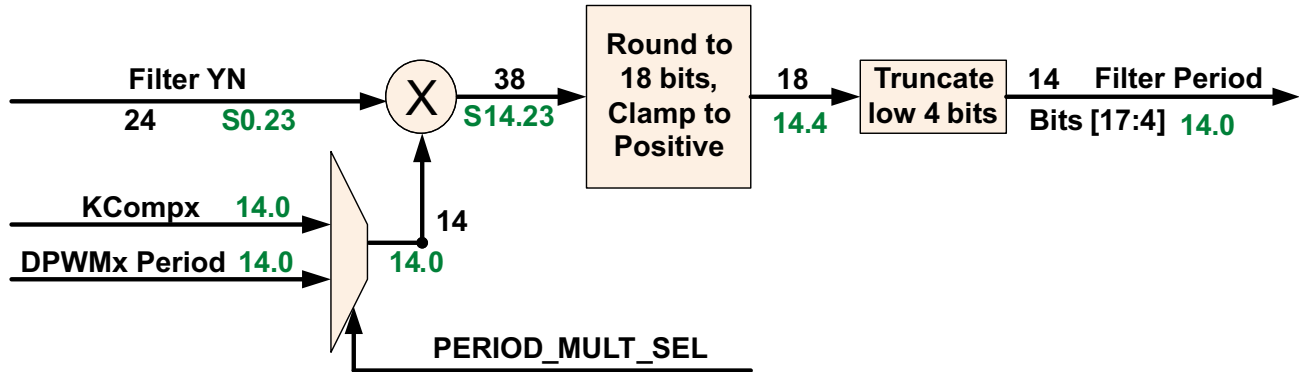 Filter YN
24 S0.23
X
38
S14.23
Round to
18 bits,
Clamp to
Positive
18
14.4
Truncate
low 4 bits
14 Filter Period
Bits [17:4] 14.0
KCompx 14.0
DPWMx Period 14.0
14
14.0
PERIOD_MULT_SEL